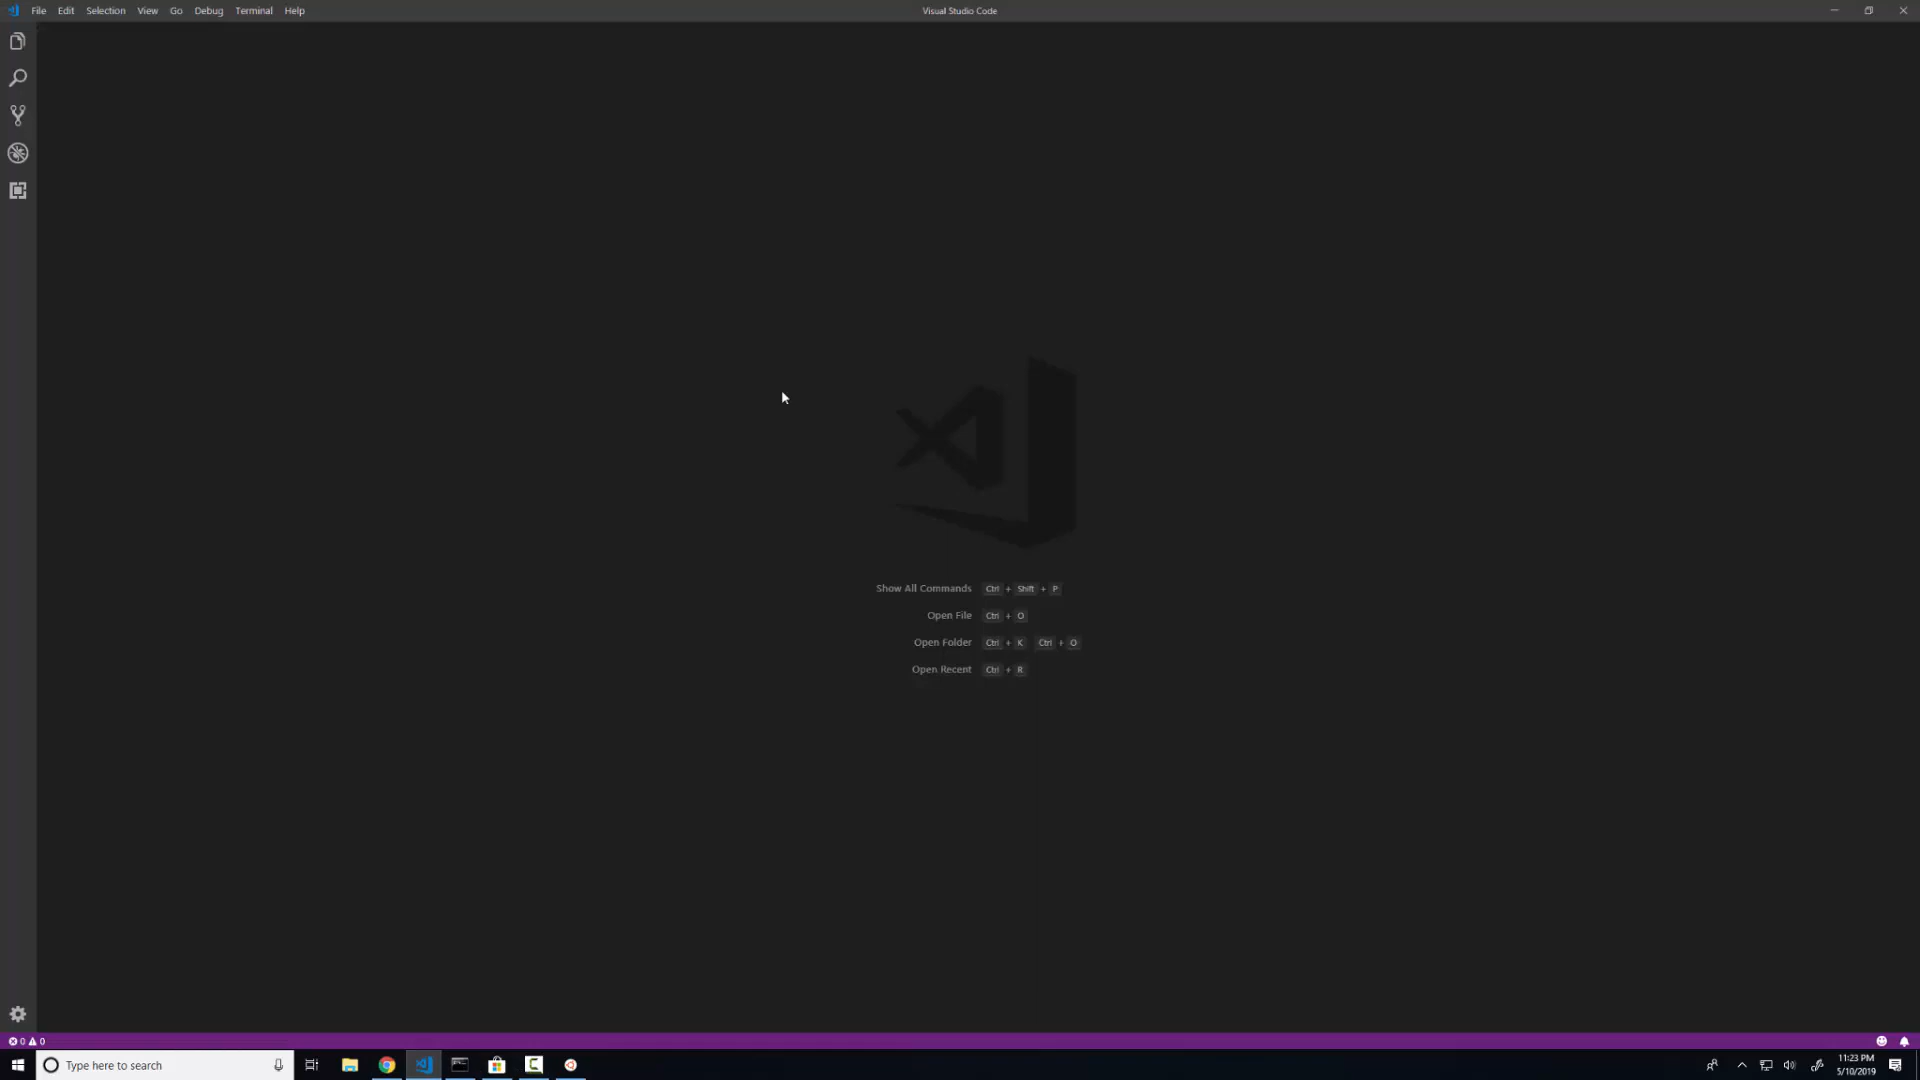 File Edit Selection View Go Debug Terminal Help
Visual Studio Code
Show All Commands Ctrl + Shift + P
Open File Ctrl + O
Open Folder Ctrl + K Ctrl + O
Open Recent Ctrl + R
0 0
Type here to search
11:23 PM
5/10/2019